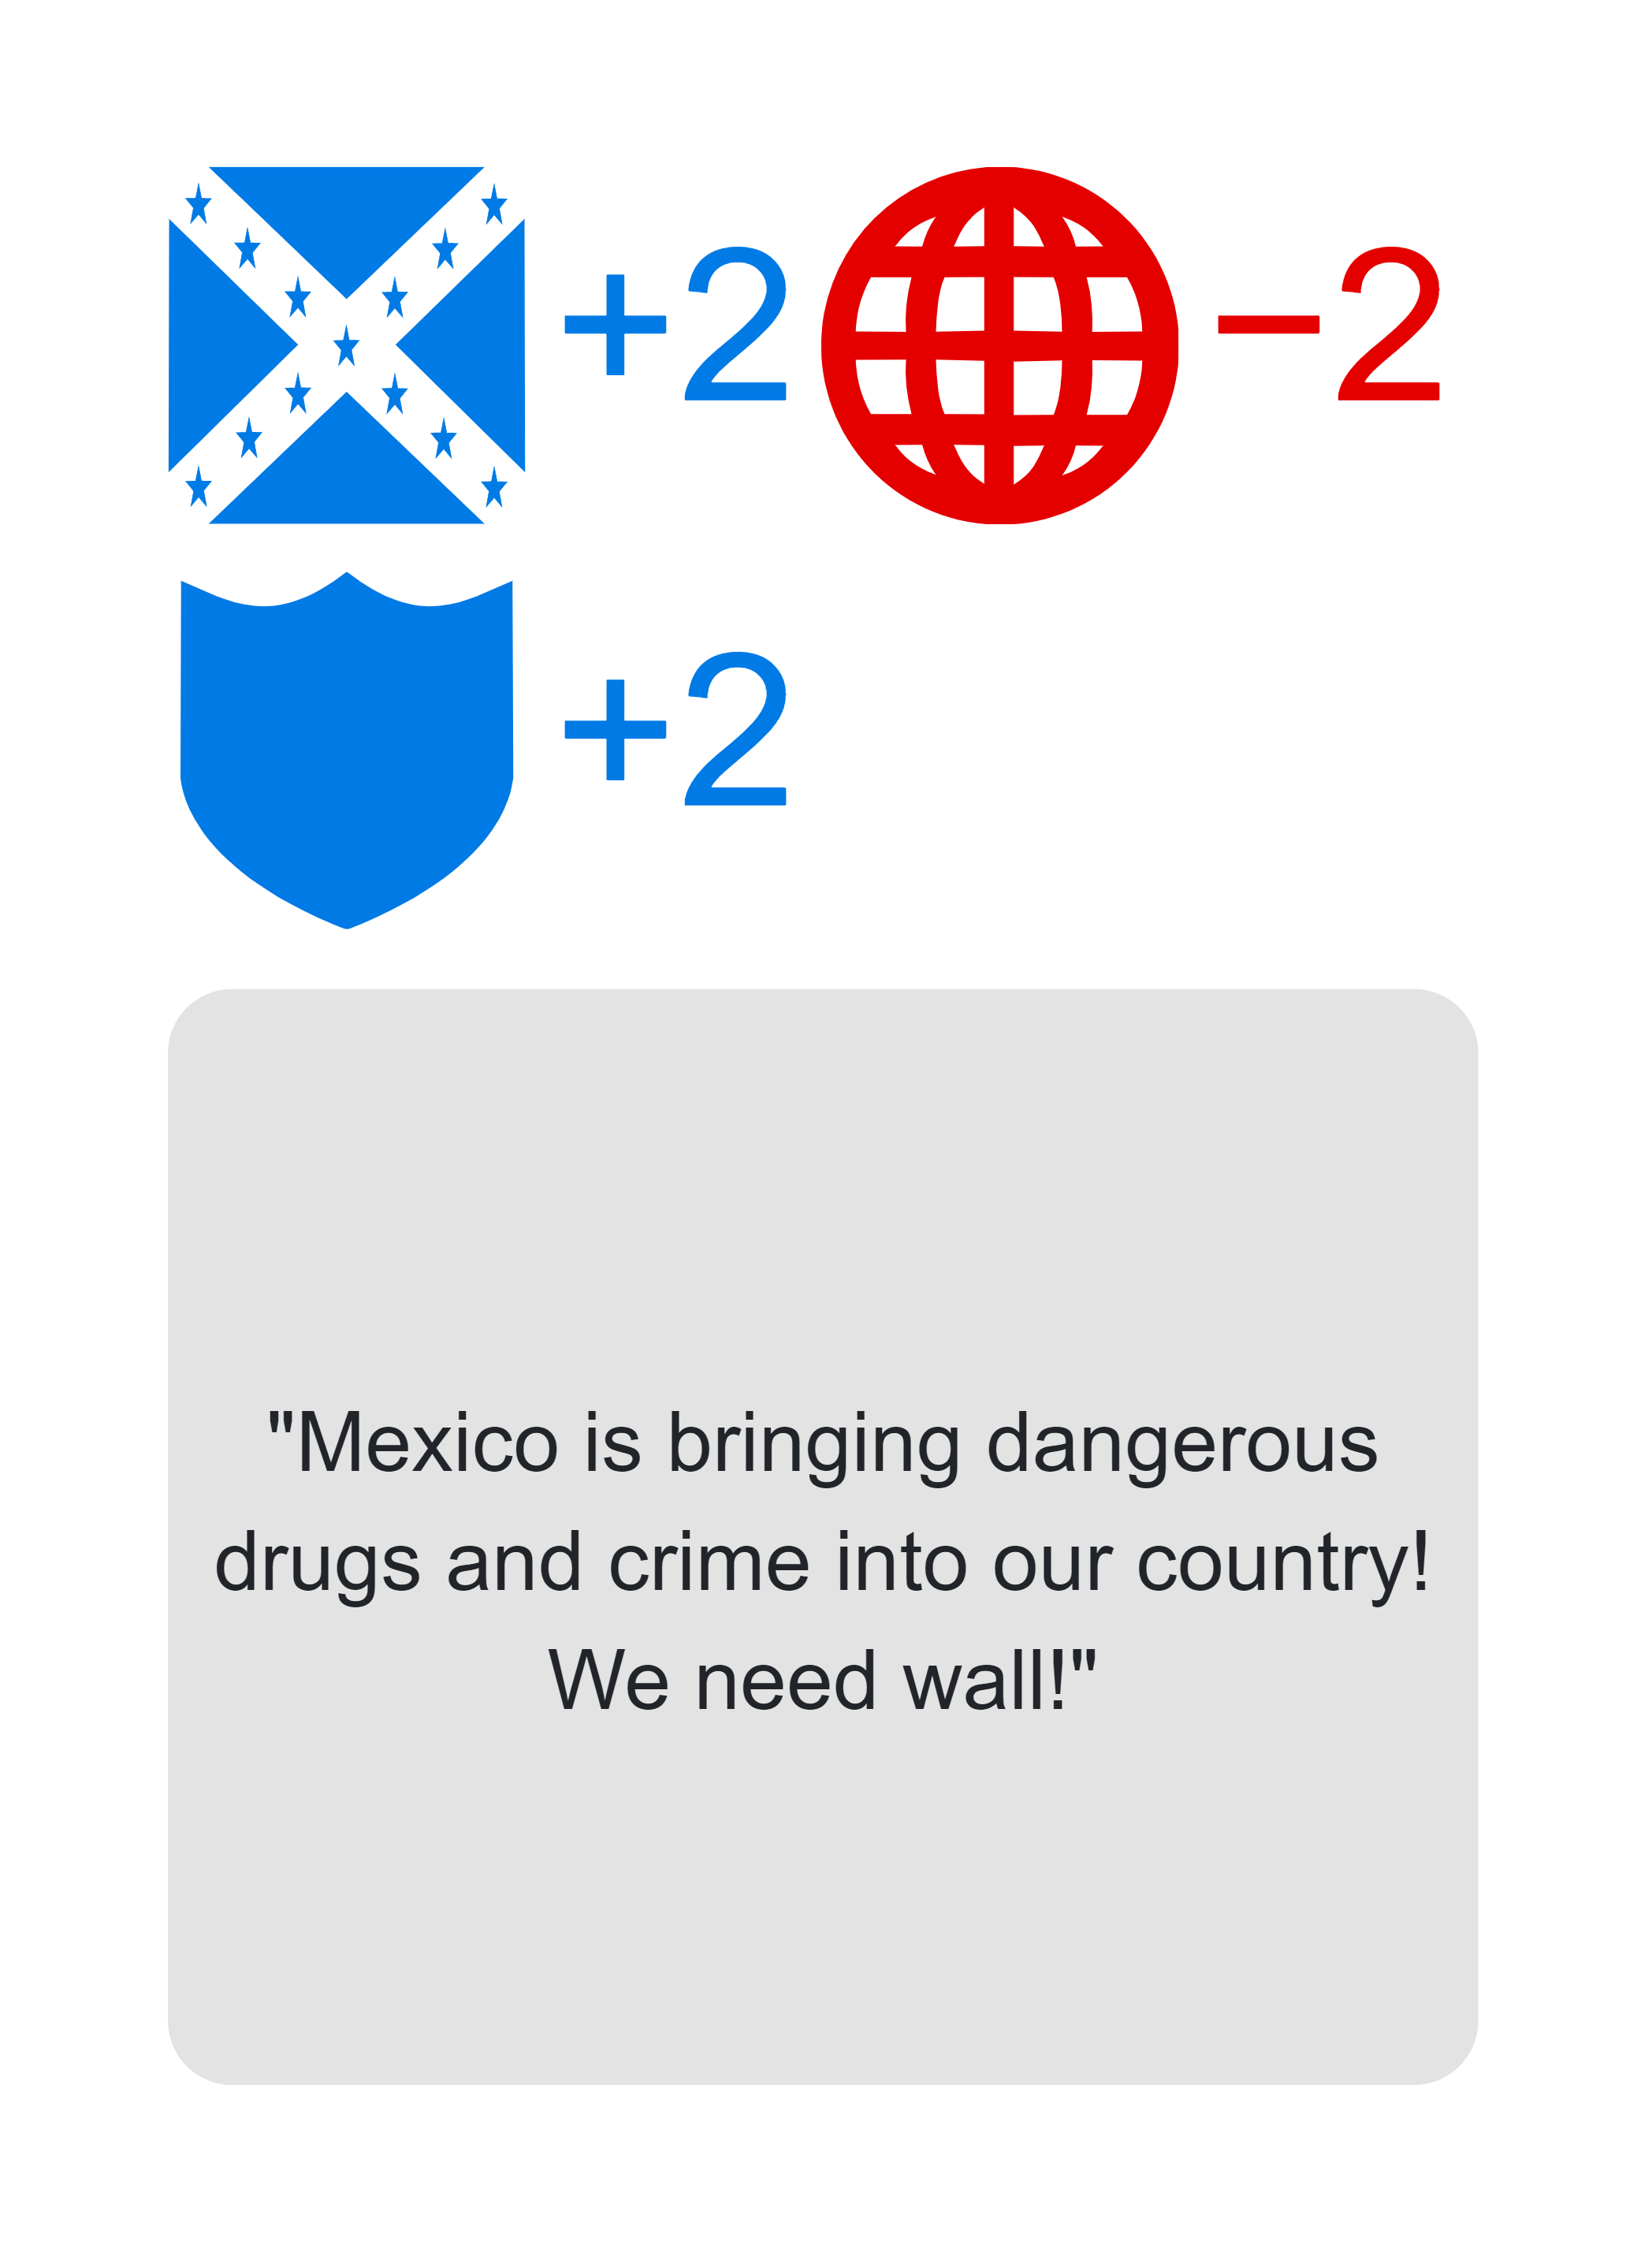 +2 −2
+2
"Mexico is bringing dangerous
drugs and crime into our country!
We need wall!"